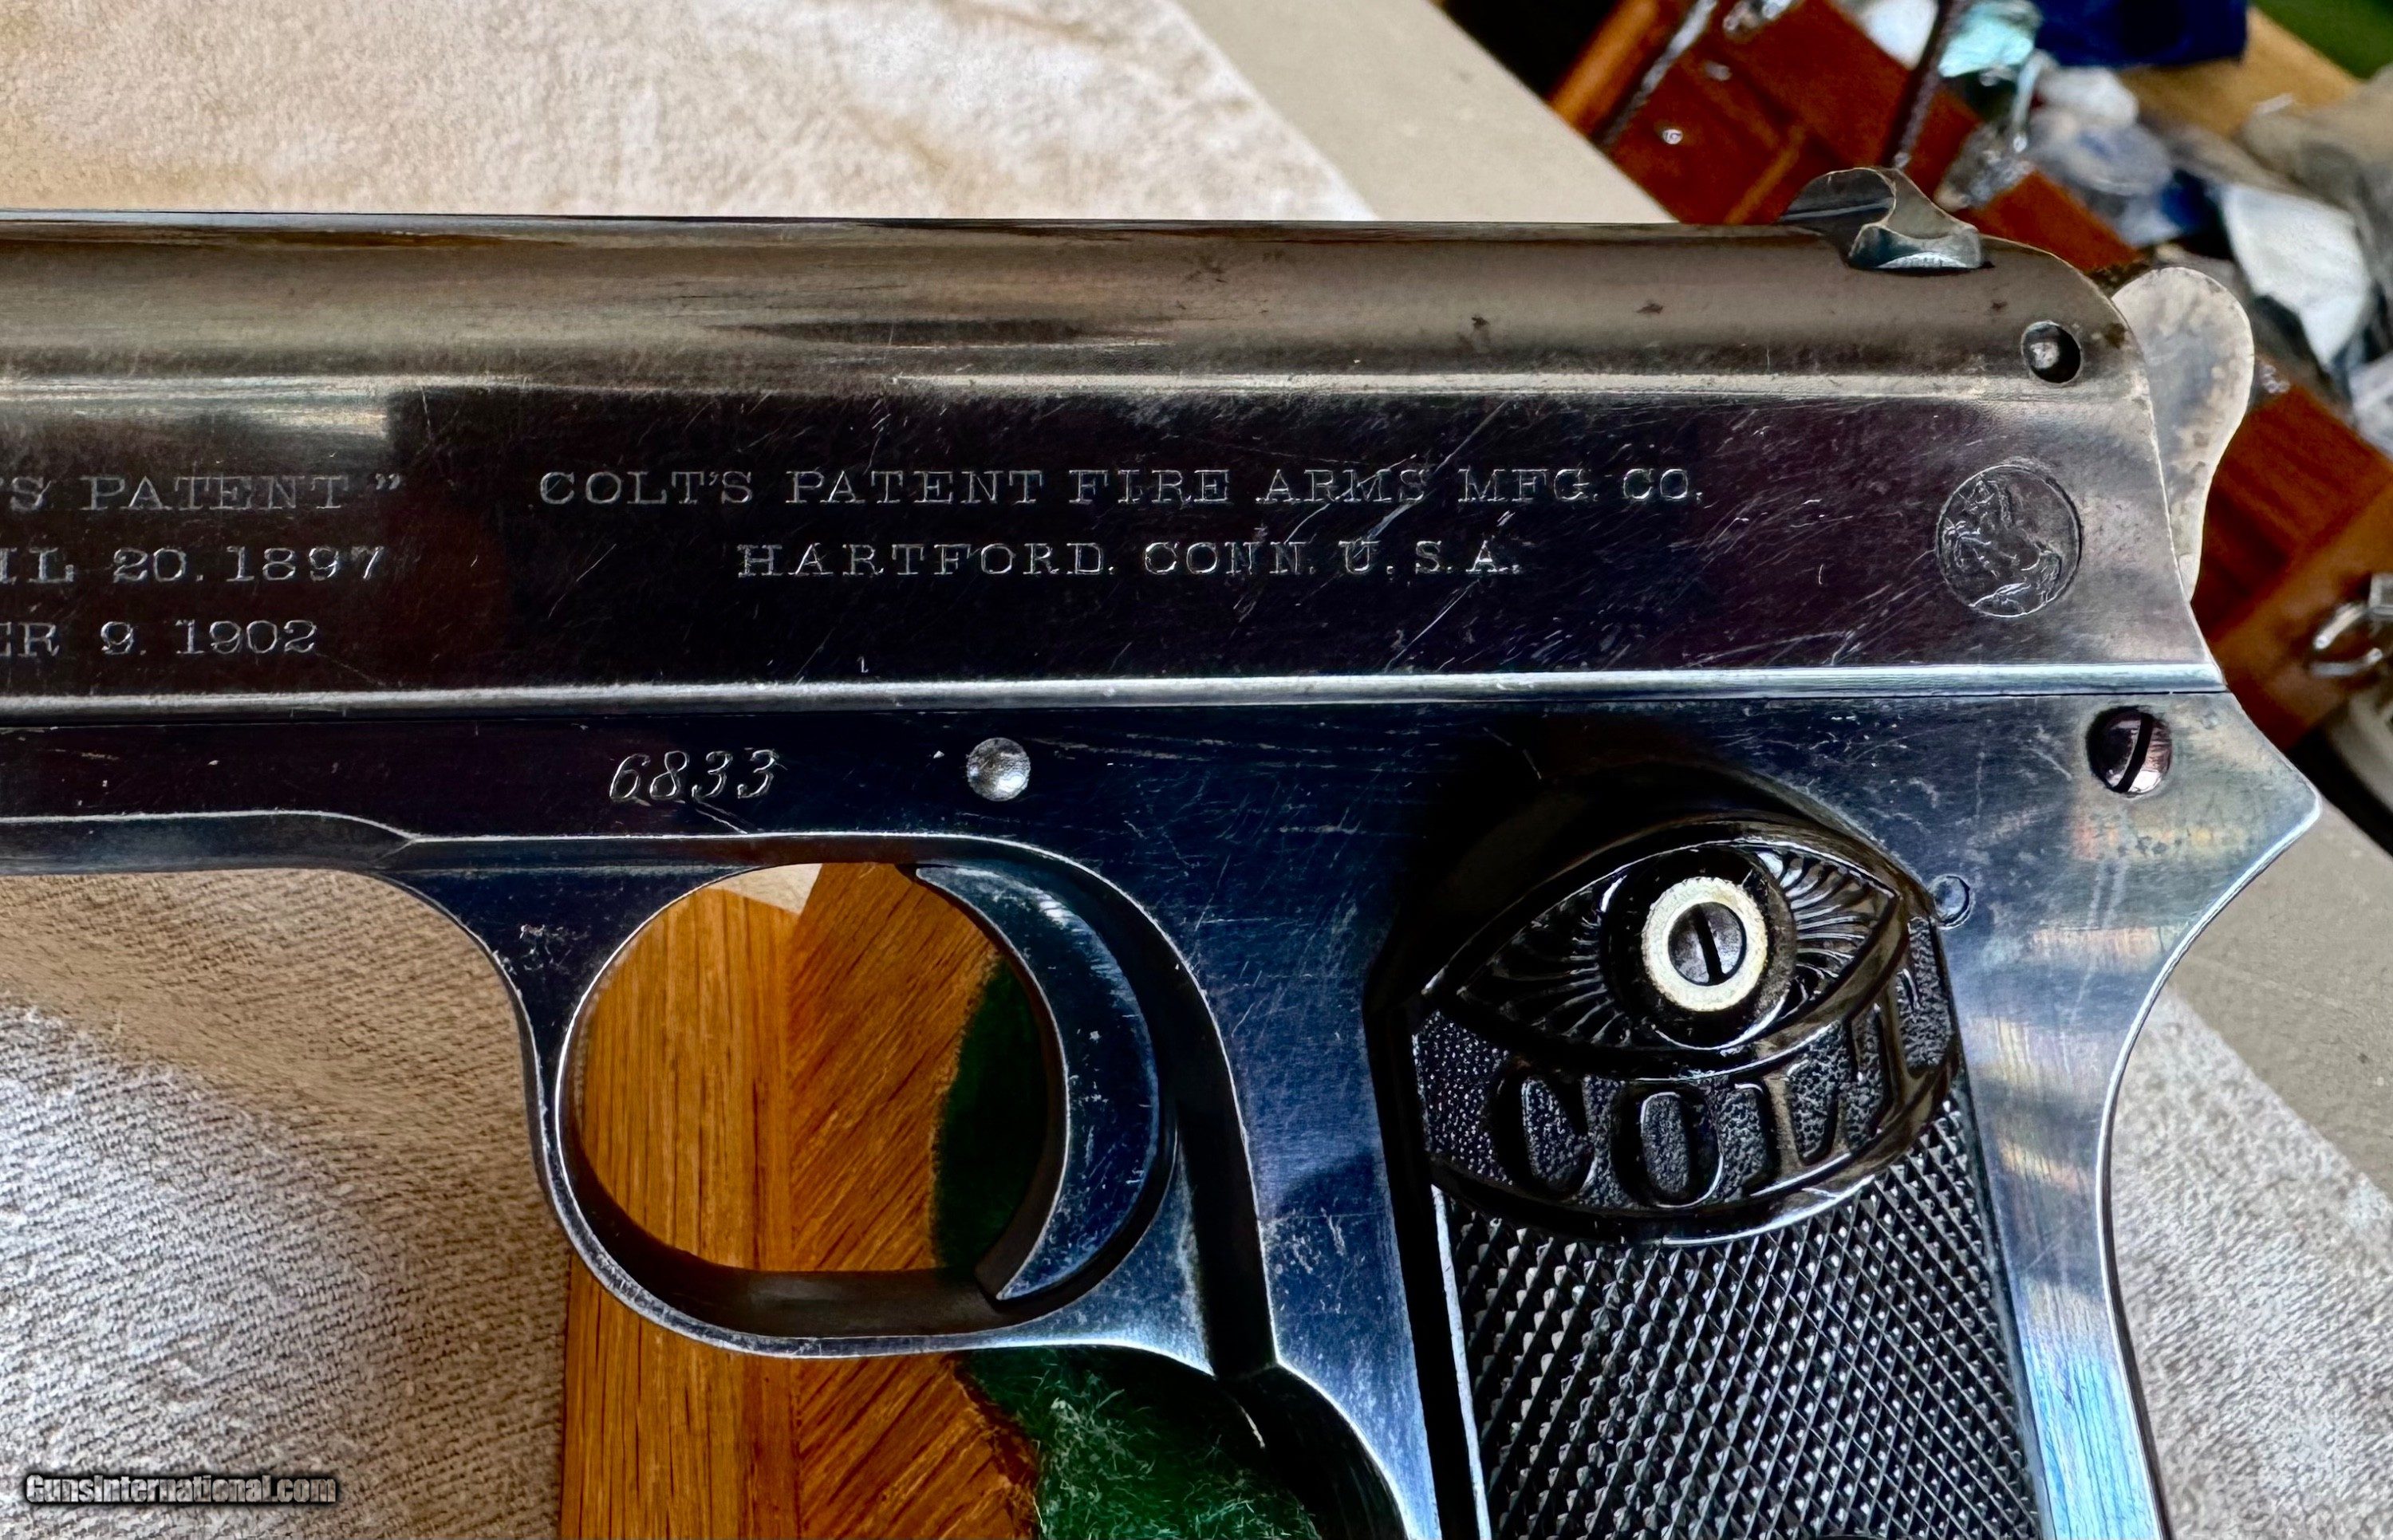 'S PATENT"
IL 20. 1897
ER 9. 1902
COLT'S PATENT FIRE ARMS MFG. CO.
HARTFORD. CONN. U. S. A.
6833
COLT
GunsInternational.com